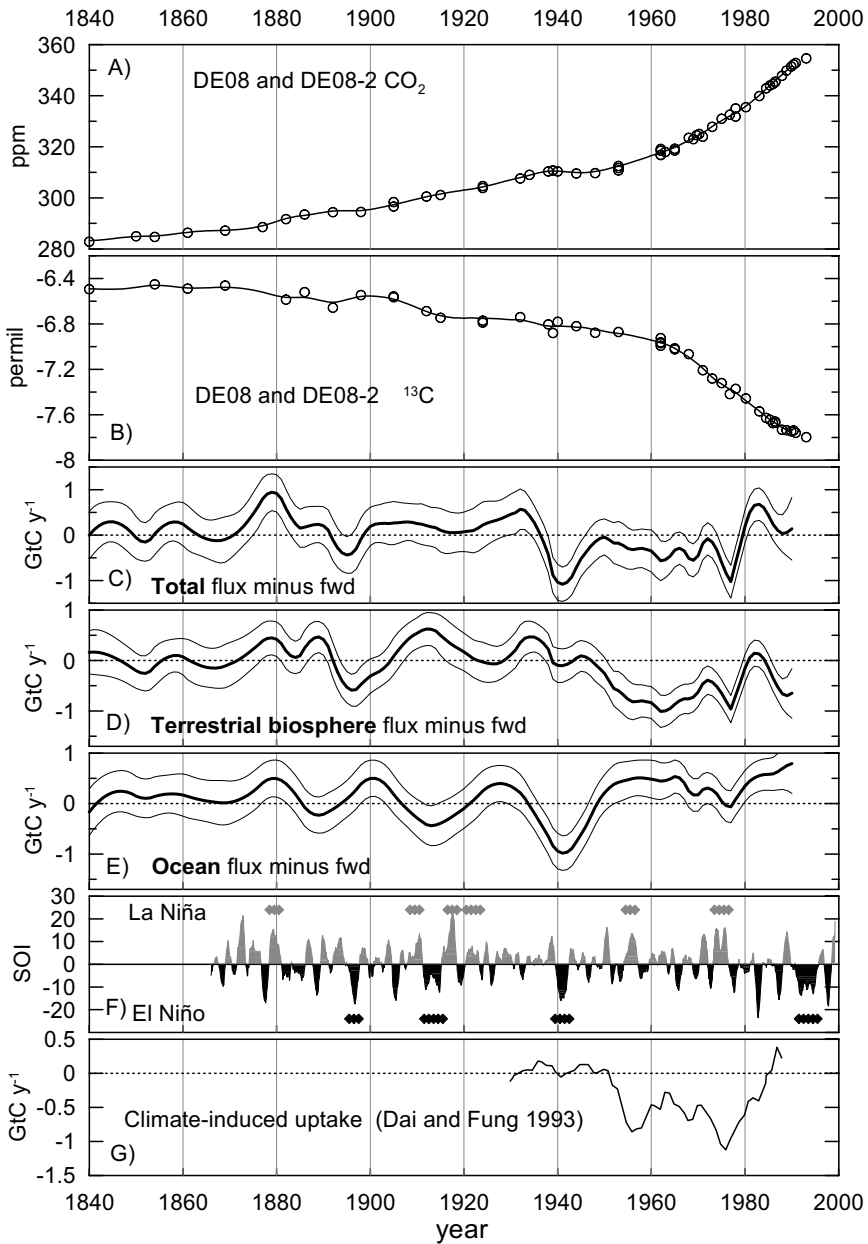 1840 1860 1880 1900 1920 1940 1960 1980 2000
360
A)
DE08 and DE08-2 CO2
340
ppm
320
300
280
-6.4
-6.8
permil
-7.2
DE08 and DE08-2 13C
-7.6
B)
-8
1
GtC y-1
0
-1
C) Total flux minus fwd
1
GtC y-1
0
-1
D) Terrestrial biosphere flux minus fwd
1
GtC y-1
0
-1
E) Ocean flux minus fwd
30
La Niña
20
10
SOI
0
-10
-20
F) El Niño
0.5
GtC y-1
0
-0.5
Climate-induced uptake (Dai and Fung 1993)
-1
G)
-1.5
1840 1860 1880 1900 1920 1940 1960 1980 2000
year